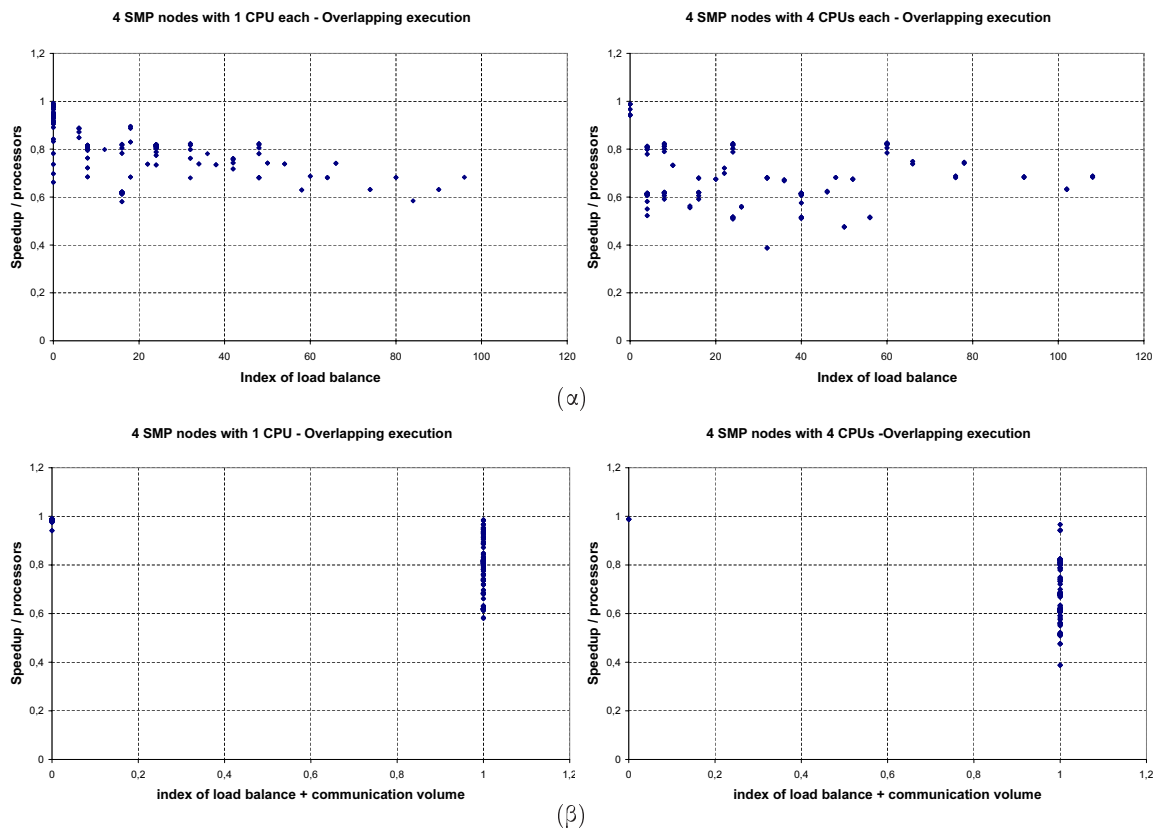 4 SMP nodes with 1 CPU each - Overlapping execution
1,2
1
0,8
0,6
0,4
0,2
0
Speedup / processors
0 20 40 60 80 100 120
Index of load balance
4 SMP nodes with 4 CPUs each - Overlapping execution
1,2
1
0,8
0,6
0,4
0,2
0
Speedup / processors
0 20 40 60 80 100 120
Index of load balance
(α)
4 SMP nodes with 1 CPU - Overlapping execution
1,2
1
0,8
0,6
0,4
0,2
0
Speedup / processors
0 0,2 0,4 0,6 0,8 1 1,2
index of load balance + communication volume
4 SMP nodes with 4 CPUs -Overlapping execution
1,2
1
0,8
0,6
0,4
0,2
0
Speedup / processors
0 0,2 0,4 0,6 0,8 1 1,2
index of load balance + communication volume
(β)